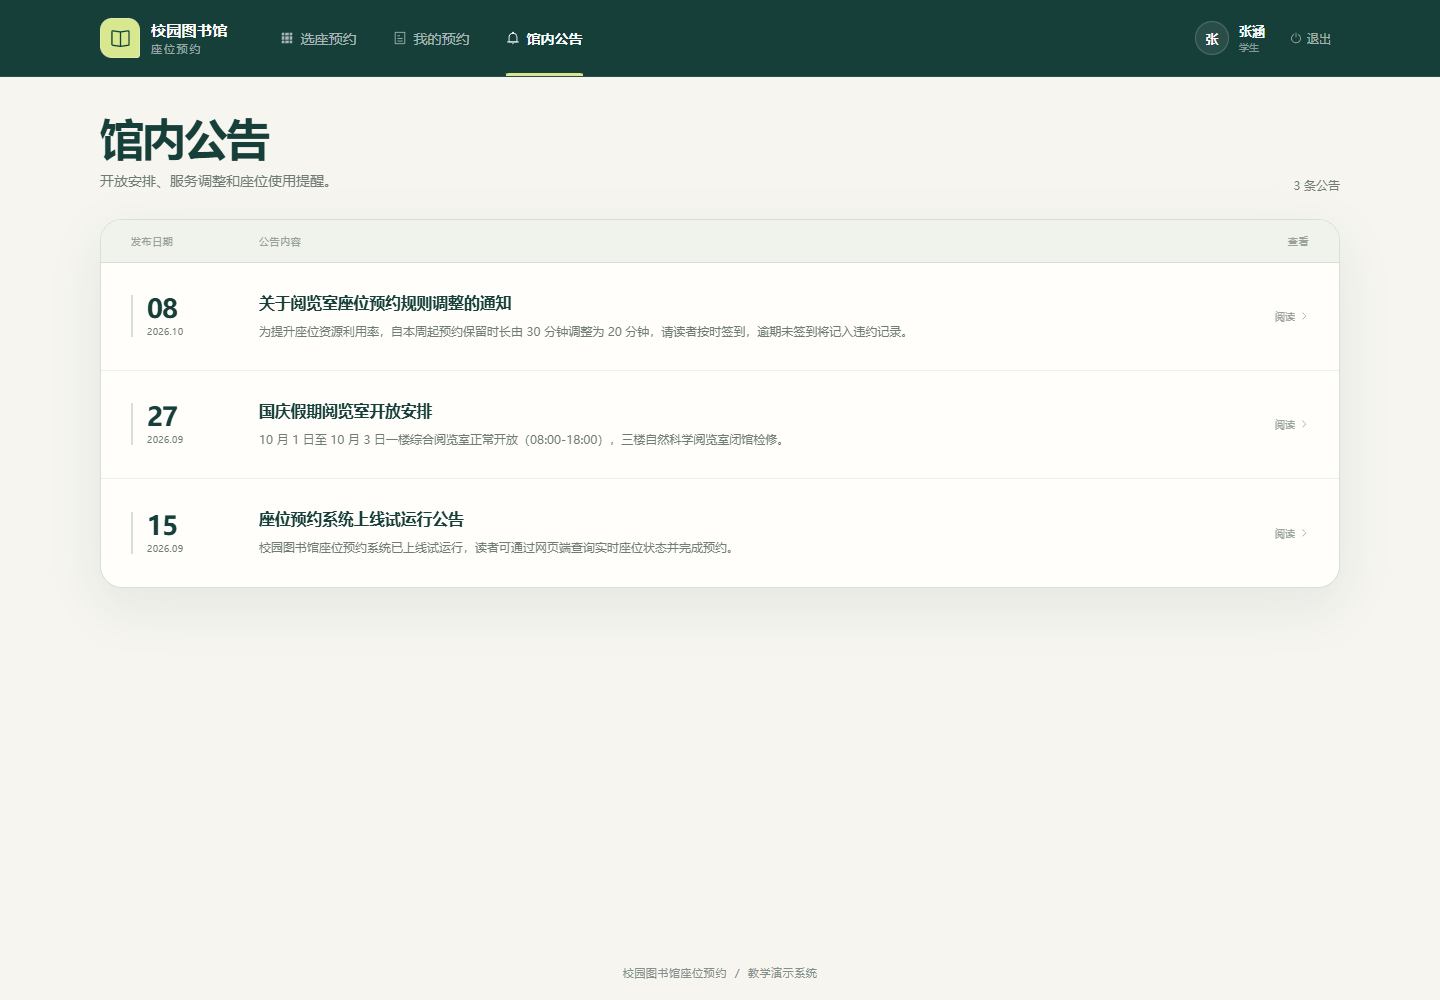 校园图书馆
座位预约
选座预约
我的预约
馆内公告
张
张涵
学生
退出
馆内公告
开放安排、服务调整和座位使用提醒。
3 条公告
发布日期
公告内容
查看
08
2026.10
关于阅览室座位预约规则调整的通知
为提升座位资源利用率，自本周起预约保留时长由 30 分钟调整为 20 分钟，请读者按时签到，逾期未签到将记入违约记录。
阅读
27
2026.09
国庆假期阅览室开放安排
10 月 1 日至 10 月 3 日一楼综合阅览室正常开放（08:00-18:00），三楼自然科学阅览室闭馆检修。
阅读
15
2026.09
座位预约系统上线试运行公告
校园图书馆座位预约系统已上线试运行，读者可通过网页端查询实时座位状态并完成预约。
阅读
校园图书馆座位预约 / 教学演示系统